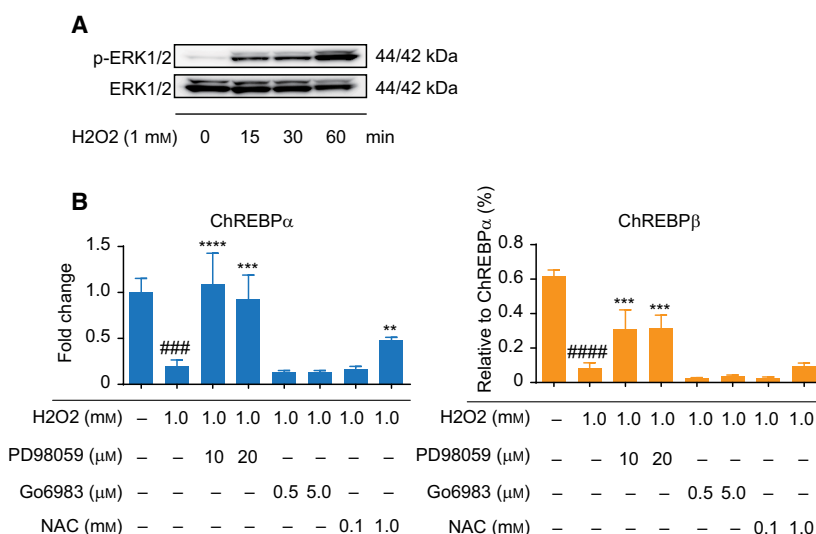 A
p-ERK1/2 44/42 kDa
ERK1/2 44/42 kDa
H2O2 (1 mM) 0 15 30 60 min
B
ChREBPα
Fold change
1.5
1.0
0.5
0
### **** *** **
H2O2 (mM) – 1.0 1.0 1.0 1.0 1.0 1.0 1.0
PD98059 (μM) – – 10 20 – – – –
Go6983 (μM) – – – – 0.5 5.0 – –
NAC (mM) – – – – – – 0.1 1.0
ChREBPβ
Relative to ChREBPα (%)
0.8
0.6
0.4
0.2
0
#### *** ***
H2O2 (mM) – 1.0 1.0 1.0 1.0 1.0 1.0 1.0
PD98059 (μM) – – 10 20 – – – –
Go6983 (μM) – – – – 0.5 5.0 – –
NAC (mM) – – – – – – 0.1 1.0